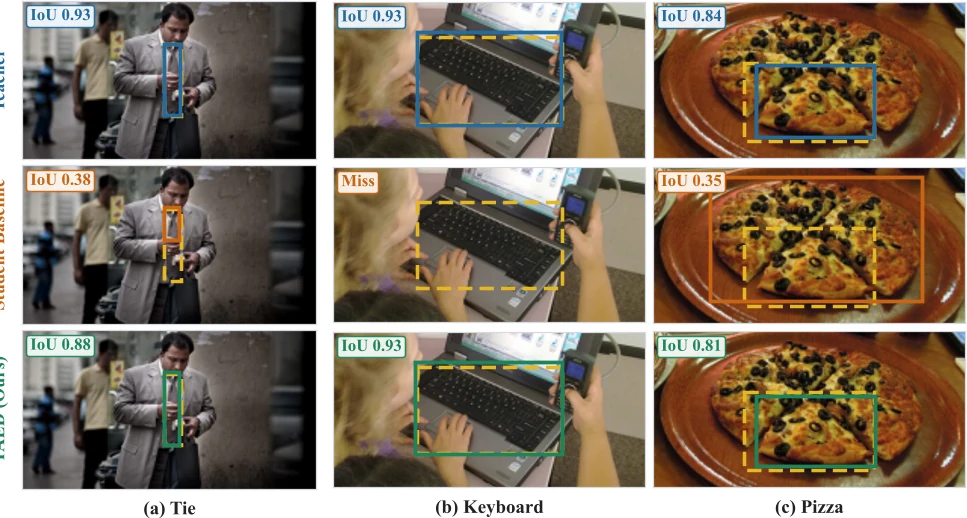 IoU 0.93
IoU 0.93
IoU 0.84
Teacher
IoU 0.38
Miss
IoU 0.35
Student Baseline
IoU 0.88
IoU 0.93
IoU 0.81
(Ours)
(a) Tie
(b) Keyboard
(c) Pizza